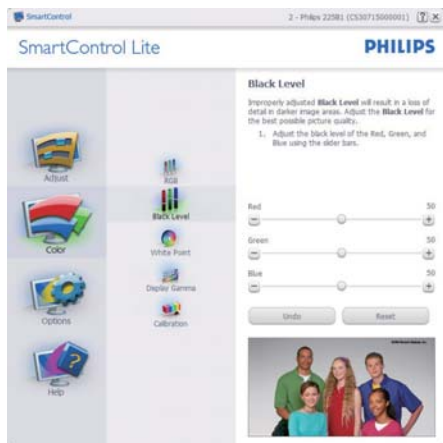 SmartControl
2 - Philips 225B1 (CS30715000001)
?
SmartControl Lite
PHILIPS
Adjust
Color
Options
Help
RGB
Black Level
White Point
Display Gamma
Calibration
Black Level
Improperly adjusted Black Level will result in a loss of
detail in darker image areas. Adjust the Black Level for
the best possible picture quality.
1. Adjust the black level of the Red, Green, and
Blue using the slider bars.
Red 50
Green 50
Blue 50
Undo Reset